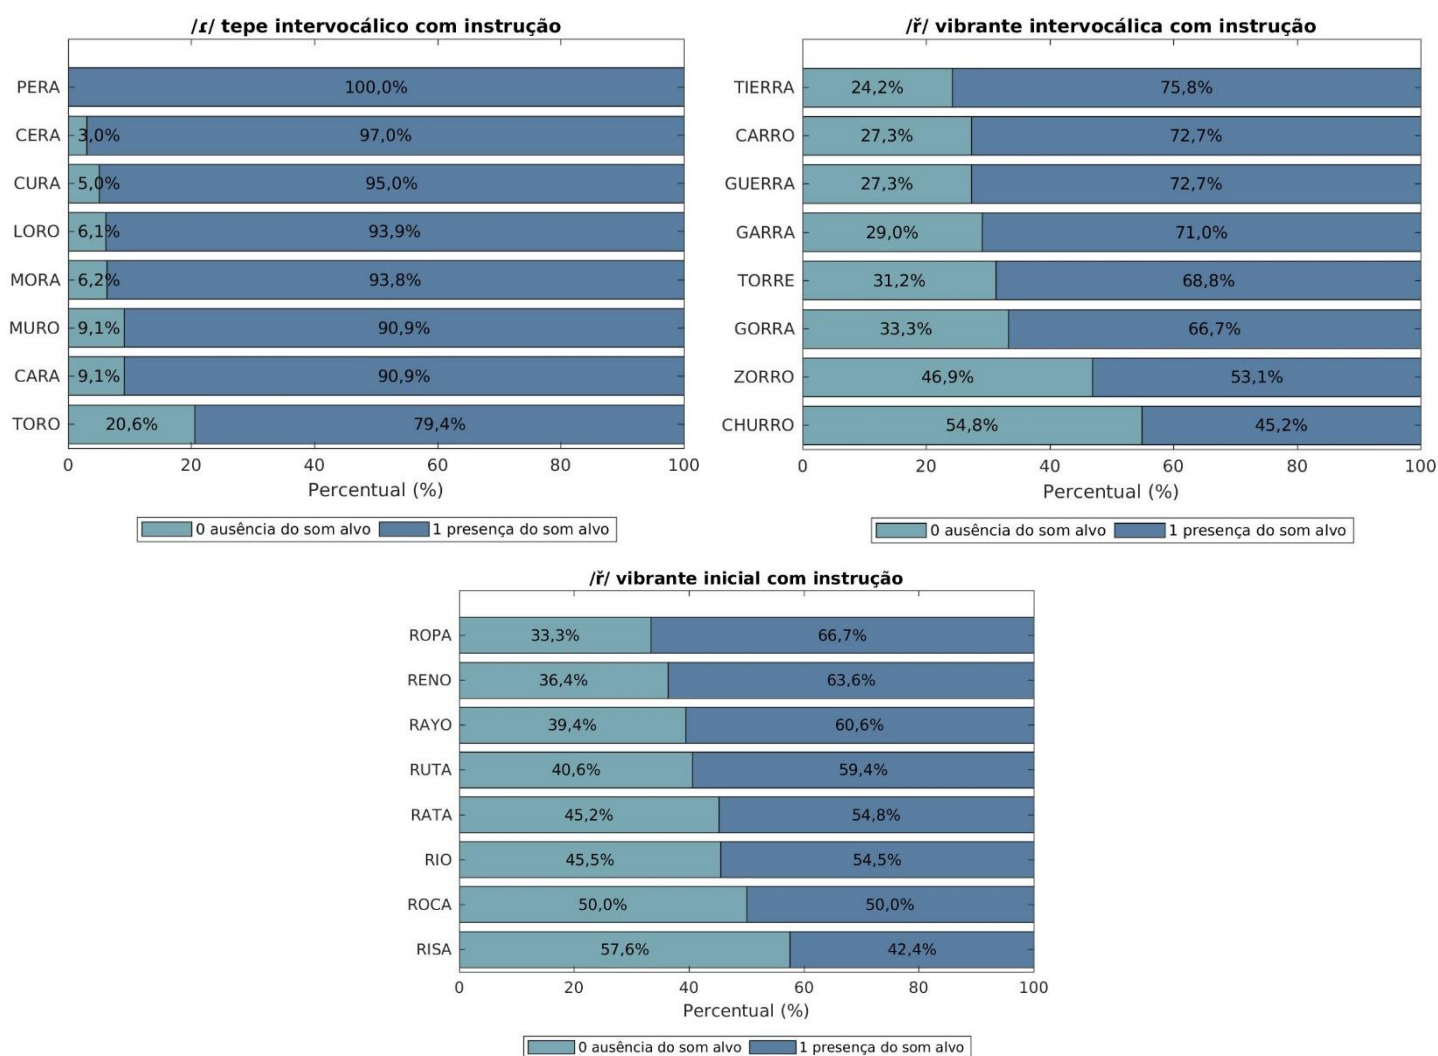 /ɾ/ tepe intervocálico com instrução
PERA 100,0%
CERA 3,0% 97,0%
CURA 5,0% 95,0%
LORO 6,1% 93,9%
MORA 6,2% 93,8%
MURO 9,1% 90,9%
CARA 9,1% 90,9%
TORO 20,6% 79,4%
0 20 40 60 80 100
Percentual (%)
0 ausência do som alvo 1 presença do som alvo
/ř/ vibrante intervocálica com instrução
TIERRA 24,2% 75,8%
CARRO 27,3% 72,7%
GUERRA 27,3% 72,7%
GARRA 29,0% 71,0%
TORRE 31,2% 68,8%
GORRA 33,3% 66,7%
ZORRO 46,9% 53,1%
CHURRO 54,8% 45,2%
0 20 40 60 80 100
Percentual (%)
0 ausência do som alvo 1 presença do som alvo
/ř/ vibrante inicial com instrução
ROPA 33,3% 66,7%
RENO 36,4% 63,6%
RAYO 39,4% 60,6%
RUTA 40,6% 59,4%
RATA 45,2% 54,8%
RIO 45,5% 54,5%
ROCA 50,0% 50,0%
RISA 57,6% 42,4%
0 20 40 60 80 100
Percentual (%)
0 ausência do som alvo 1 presença do som alvo